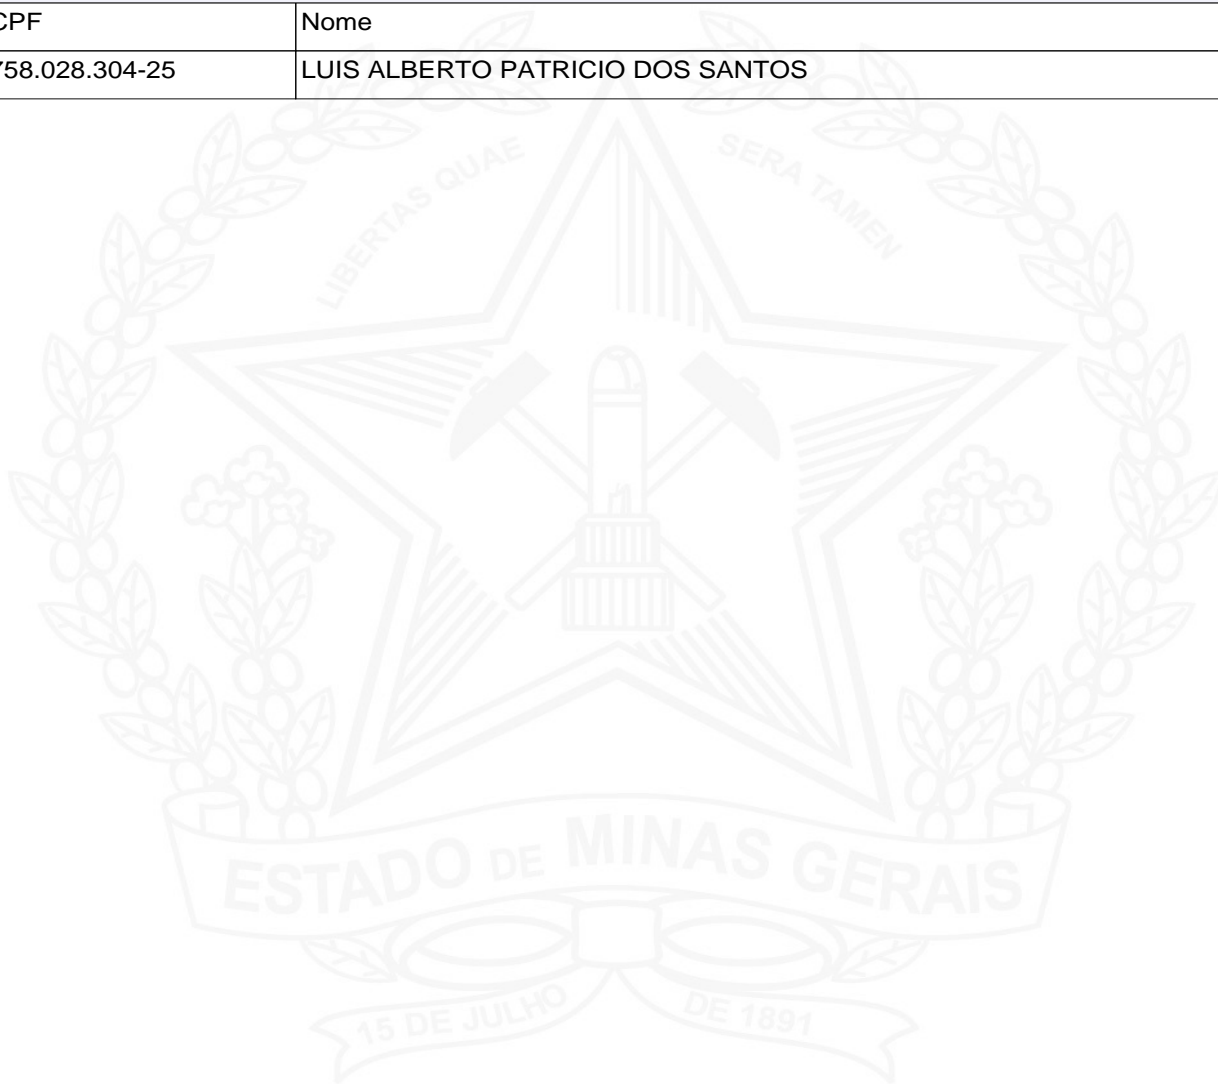 CPF Nome
758.028.304-25 LUIS ALBERTO PATRICIO DOS SANTOS
LIBERTAS QUAE SERA TAMEN
ESTADO DE MINAS GERAIS
15 DE JULHO DE 1891